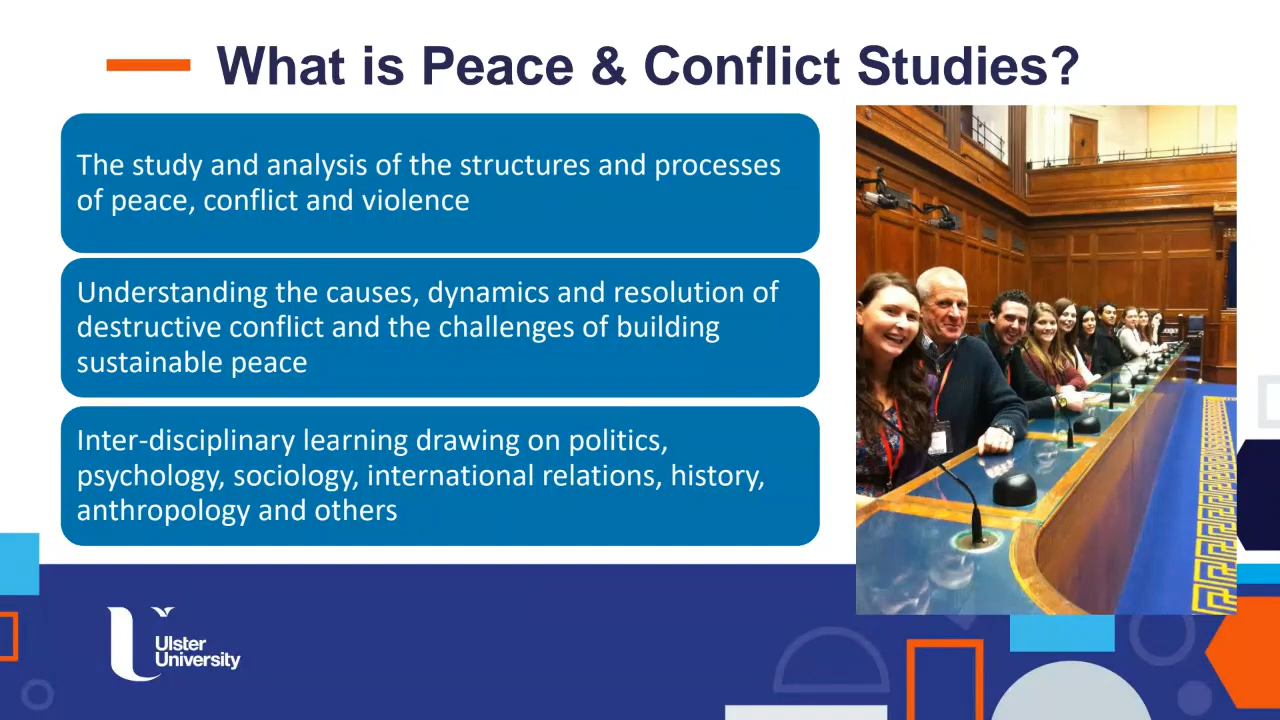 What is Peace & Conflict Studies?
The study and analysis of the structures and processes
of peace, conflict and violence
Understanding the causes, dynamics and resolution of
destructive conflict and the challenges of building
sustainable peace
Inter-disciplinary learning drawing on politics,
psychology, sociology, international relations, history,
anthropology and others
Ulster
University